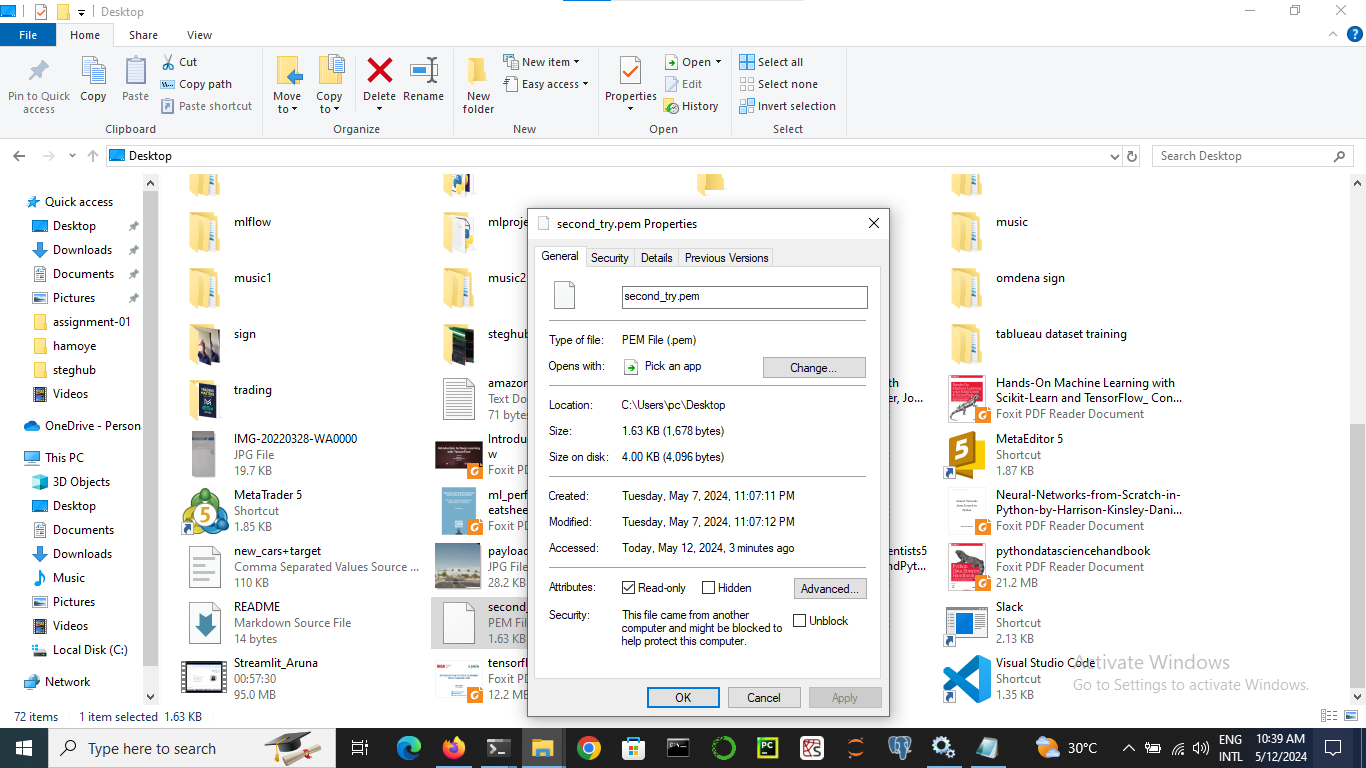 Desktop
File
Home
Share
View
Pin to Quick access
Copy
Paste
Cut
Copy path
Paste shortcut
Clipboard
Move to
Copy to
Delete
Rename
Organize
New folder
New item
Easy access
New
Properties
Open
Edit
History
Open
Select all
Select none
Invert selection
Select
Desktop
Search Desktop
Quick access
Desktop
Downloads
Documents
Pictures
assignment-01
hamoye
steghub
Videos
OneDrive - Person
This PC
3D Objects
Desktop
Documents
Downloads
Music
Pictures
Videos
Local Disk (C:)
Network
mlflow
mlproje
music
music1
music2
omdena sign
sign
steghub
tableau dataset training
trading
amazon
Text Do
71 bytes
th
r, Jo...
Hands-On Machine Learning with
Scikit-Learn and TensorFlow_ Con...
Foxit PDF Reader Document
IMG-20220328-WA0000
JPG File
19.7 KB
Introdu
w
Foxit PD
MetaEditor 5
Shortcut
1.87 KB
MetaTrader 5
Shortcut
1.85 KB
ml_perf
eatshee
Foxit PD
Neural-Networks-from-Scratch-in-
Python-by-Harrison-Kinsley-Dani...
Foxit PDF Reader Document
new_cars+target
Comma Separated Values Source ...
110 KB
payload
JPG File
28.2 KB
entists5
ndPyt...
pythondatasciencehandbook
Foxit PDF Reader Document
21.2 MB
README
Markdown Source File
14 bytes
second_
PEM File
1.63 KB
Slack
Shortcut
2.13 KB
Streamlit_Aruna
00:57:30
95.0 MB
tensorfl
Foxit PD
12.2 MB
Visual Studio Code
Shortcut
1.35 KB
second_try.pem Properties
General
Security
Details
Previous Versions
second_try.pem
Type of file: PEM File (.pem)
Opens with: Pick an app
Change...
Location: C:\Users\pc\Desktop
Size: 1.63 KB (1,678 bytes)
Size on disk: 4.00 KB (4,096 bytes)
Created: Tuesday, May 7, 2024, 11:07:11 PM
Modified: Tuesday, May 7, 2024, 11:07:12 PM
Accessed: Today, May 12, 2024, 3 minutes ago
Attributes: Read-only Hidden
Advanced...
Security: This file came from another
computer and might be blocked to
help protect this computer.
Unblock
OK
Cancel
Apply
Activate Windows
Go to Settings to activate Windows.
72 items 1 item selected 1.63 KB
Type here to search
30°C
ENG
INTL
10:39 AM
5/12/2024